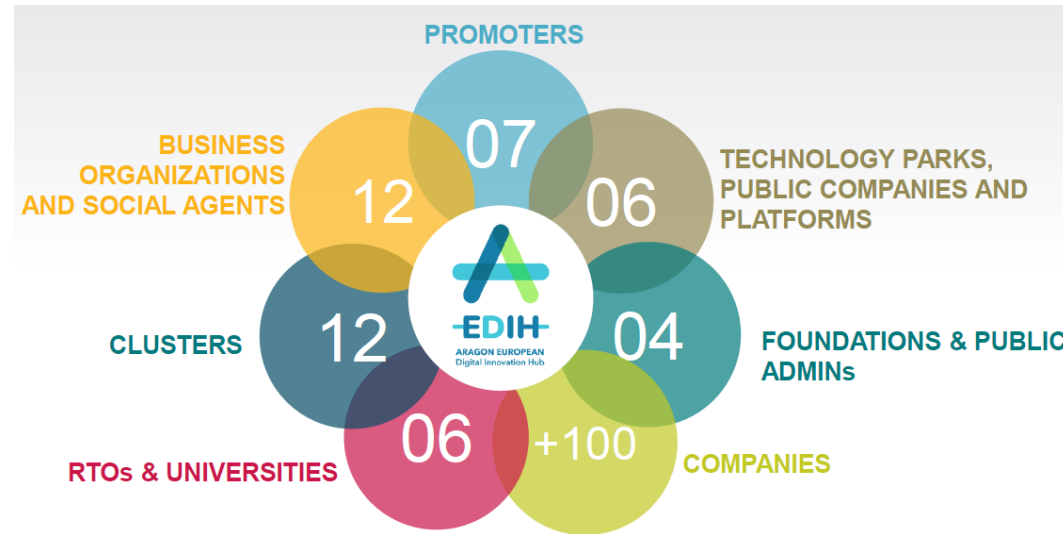 PROMOTERS
07
BUSINESS
ORGANIZATIONS
AND SOCIAL AGENTS
12
TECHNOLOGY PARKS,
PUBLIC COMPANIES AND
PLATFORMS
06
EDIH
ARAGON EUROPEAN
Digital Innovation Hub
CLUSTERS
12
04
FOUNDATIONS & PUBLIC
ADMINs
RTOs & UNIVERSITIES
06
+100
COMPANIES